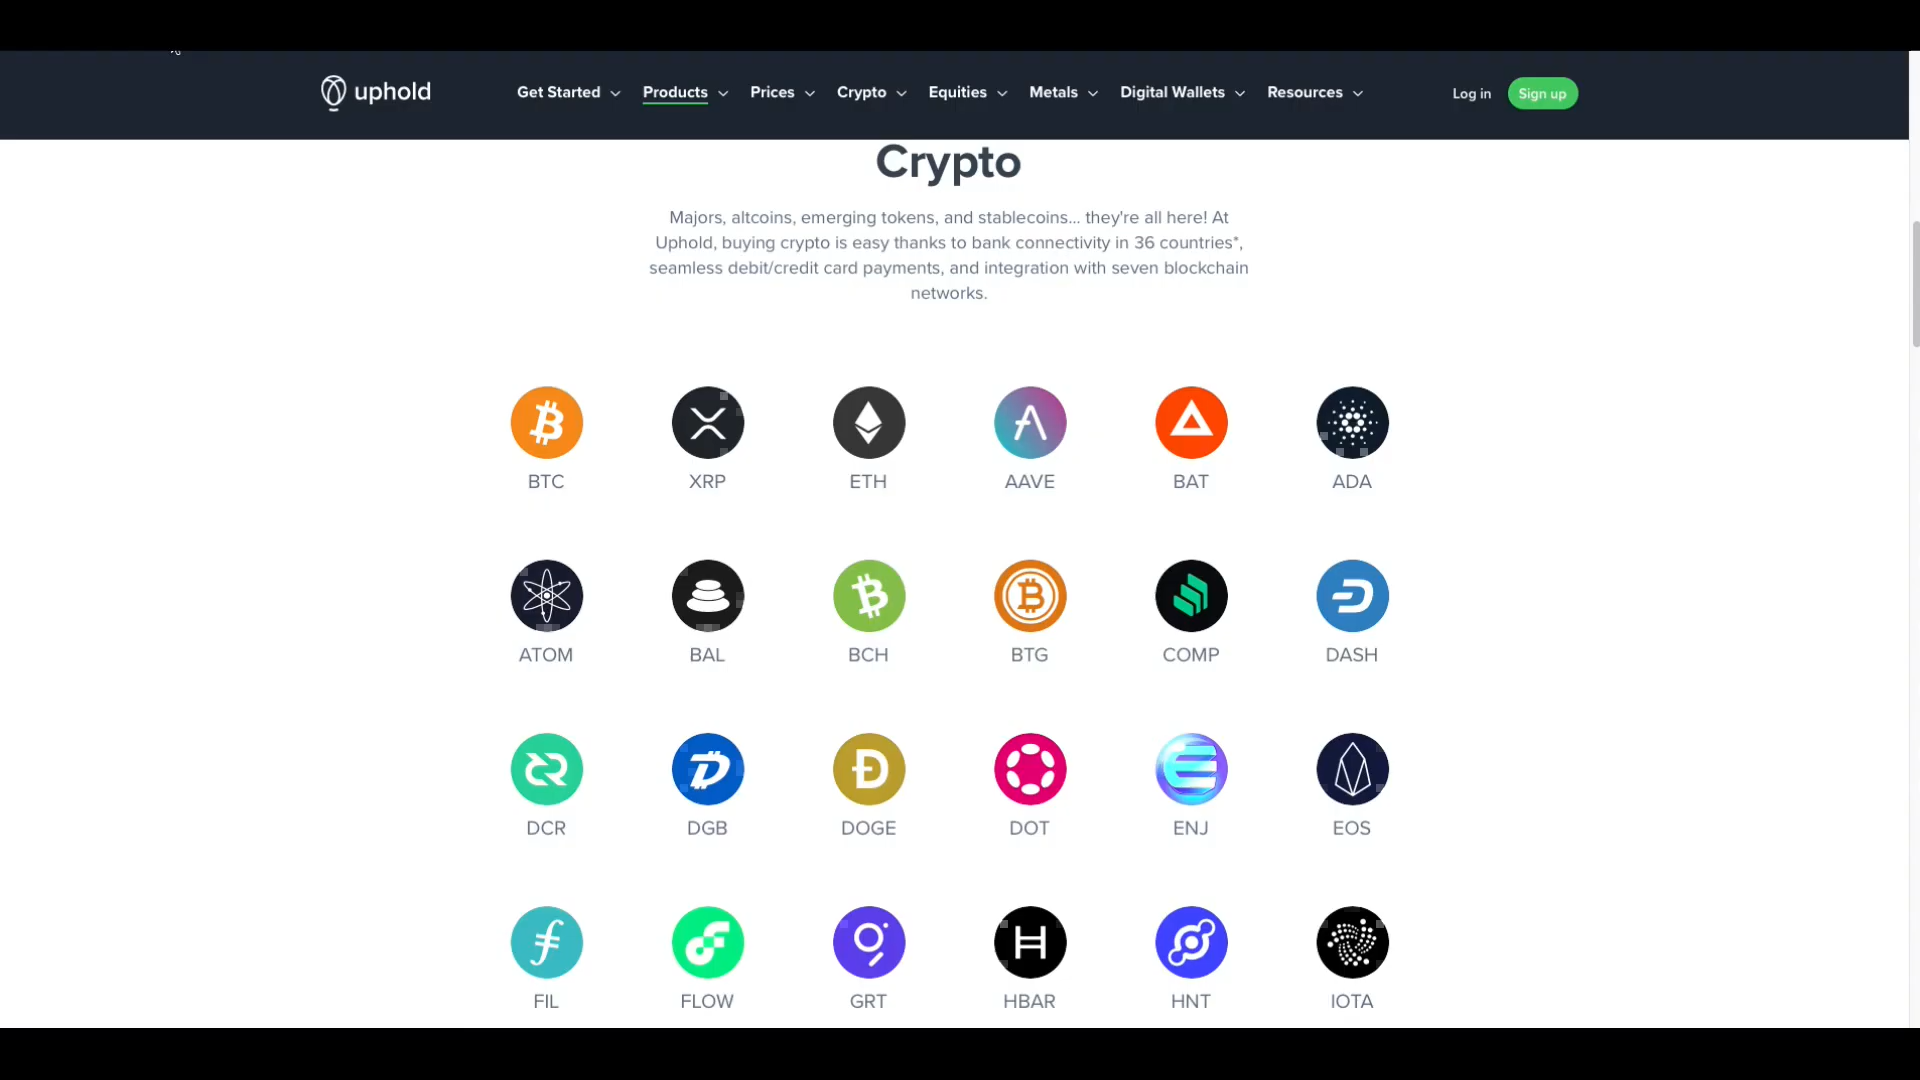 uphold
Get Started Products Prices Crypto Equities Metals Digital Wallets Resources Log in Sign up
Crypto
Majors, altcoins, emerging tokens, and stablecoins... they're all here! At
Uphold, buying crypto is easy thanks to bank connectivity in 36 countries*,
seamless debit/credit card payments, and integration with seven blockchain
networks.
BTC XRP ETH AAVE BAT ADA
ATOM BAL BCH BTG COMP DASH
DCR DGB DOGE DOT ENJ EOS
FIL FLOW GRT HBAR HNT IOTA